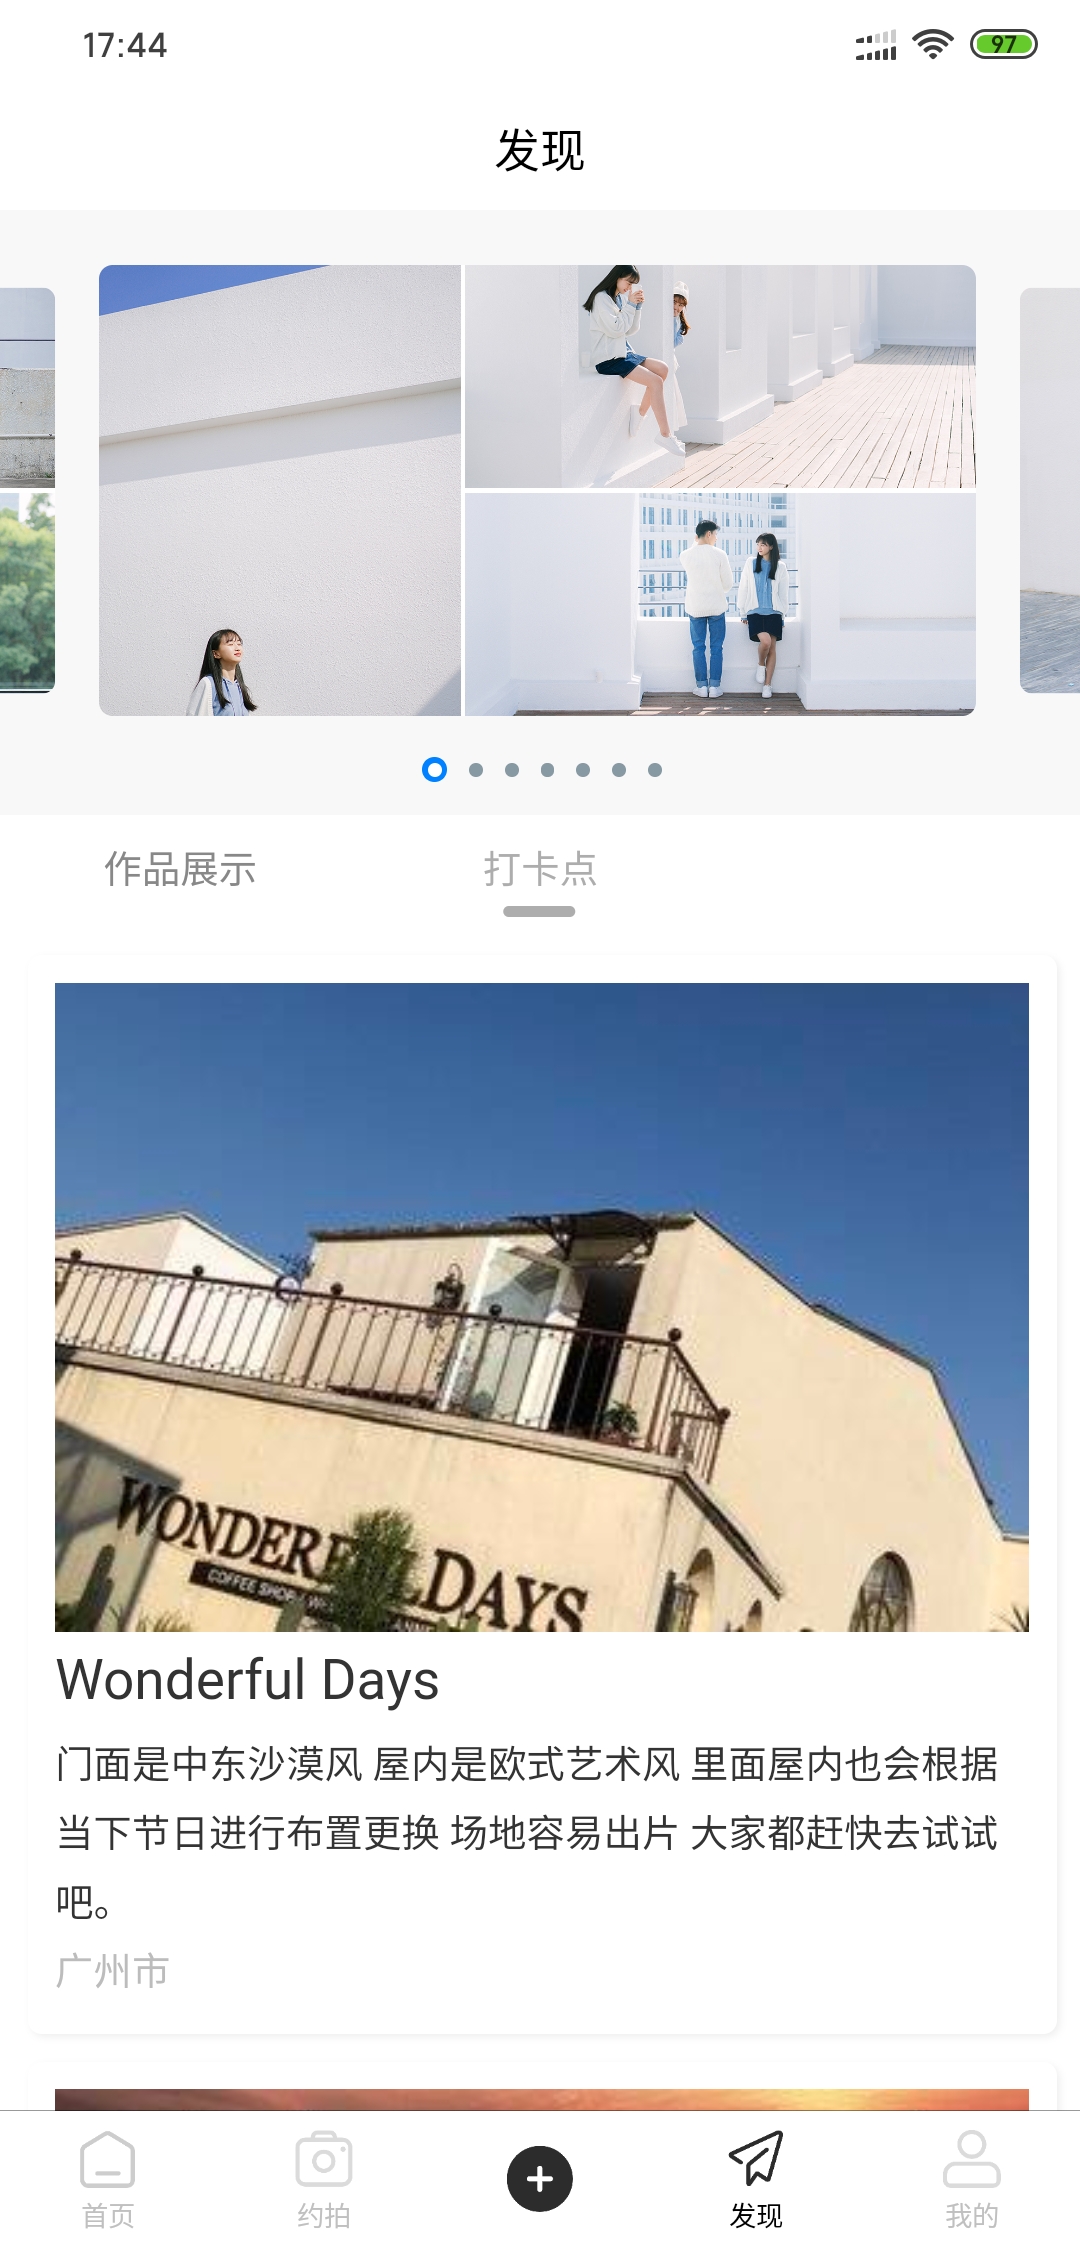 17:44
97
发现
作品展示
打卡点
WONDERF DAYS
COFFEE SHOP
Wonderful Days
门面是中东沙漠风 屋内是欧式艺术风 里面屋内也会根据
当下节日进行布置更换 场地容易出片 大家都赶快去试试
吧。
广州市
首页
约拍
发现
我的